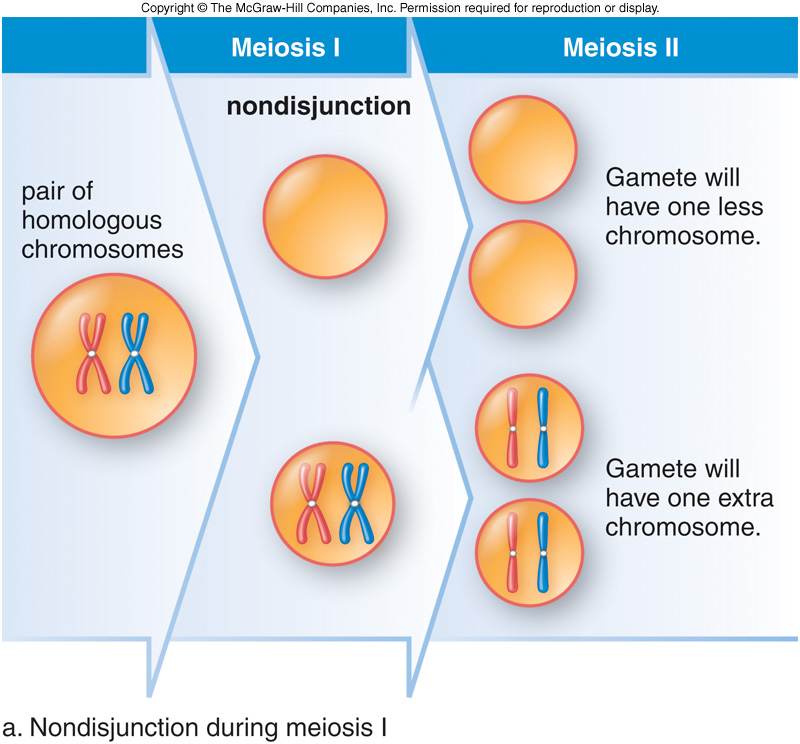 Copyright © The McGraw-Hill Companies, Inc. Permission required for reproduction or display.
Meiosis I
Meiosis II
nondisjunction
pair of
homologous
chromosomes
Gamete will
have one less
chromosome.
Gamete will
have one extra
chromosome.
a. Nondisjunction during meiosis I